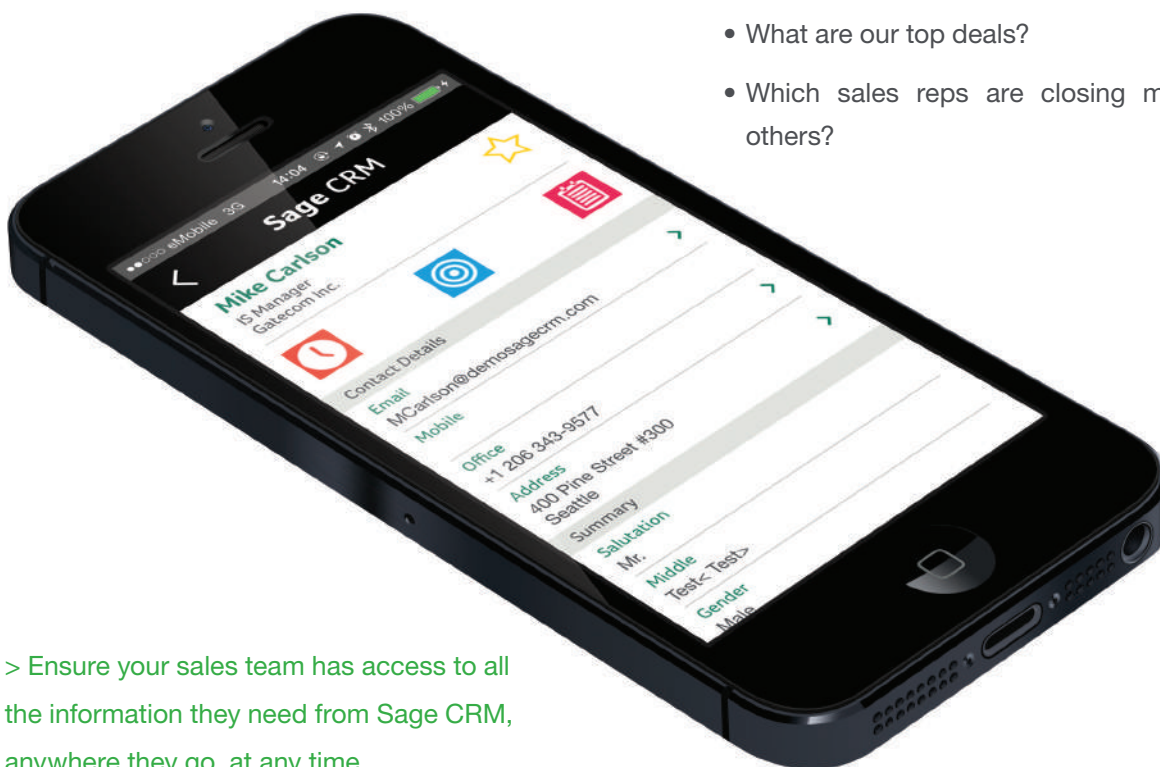 • What are our top deals?
• Which sales reps are closing
others?
eMobile 3G 14:04 100%
Sage CRM
Mike Carlson
IS Manager
Gatecom Inc.
Contact Details
Email
MCarlson@demosagecrm.com
Mobile
Office
+1 206 343-9577
Address
400 Pine Street #300
Seattle
Summary
Salutation
Mr.
Middle
Test< Test>
Gender
Male
> Ensure your sales team has access to all
the information they need from Sage CRM,
anywhere they go, at any time